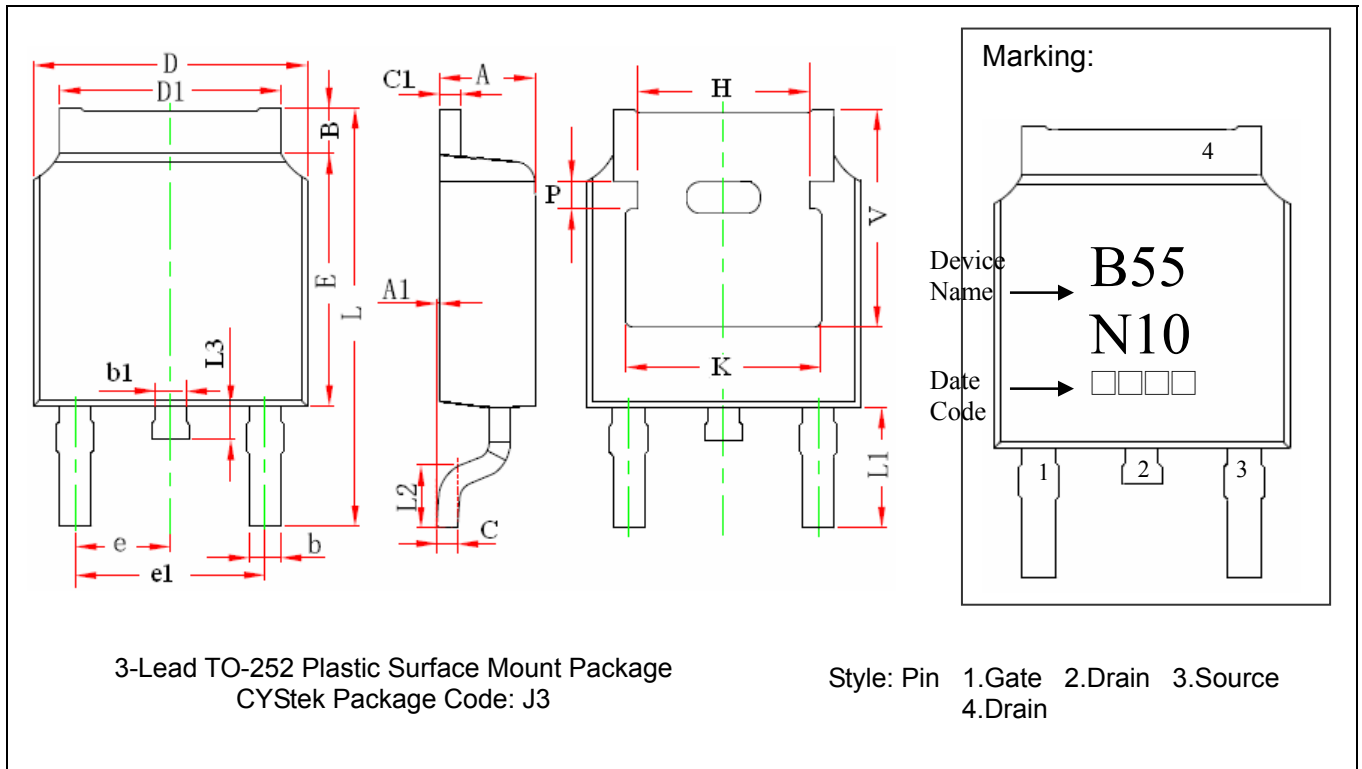 D
D1
B
E
L
L3
b1
e
e1
b
C1
A
A1
L2
C
H
P
V
K
L1
Marking:
4
Device
Name
B55
N10
Date
Code
□□□□
1 2 3
3-Lead TO-252 Plastic Surface Mount Package
CYStek Package Code: J3
Style: Pin 1.Gate 2.Drain 3.Source
4.Drain